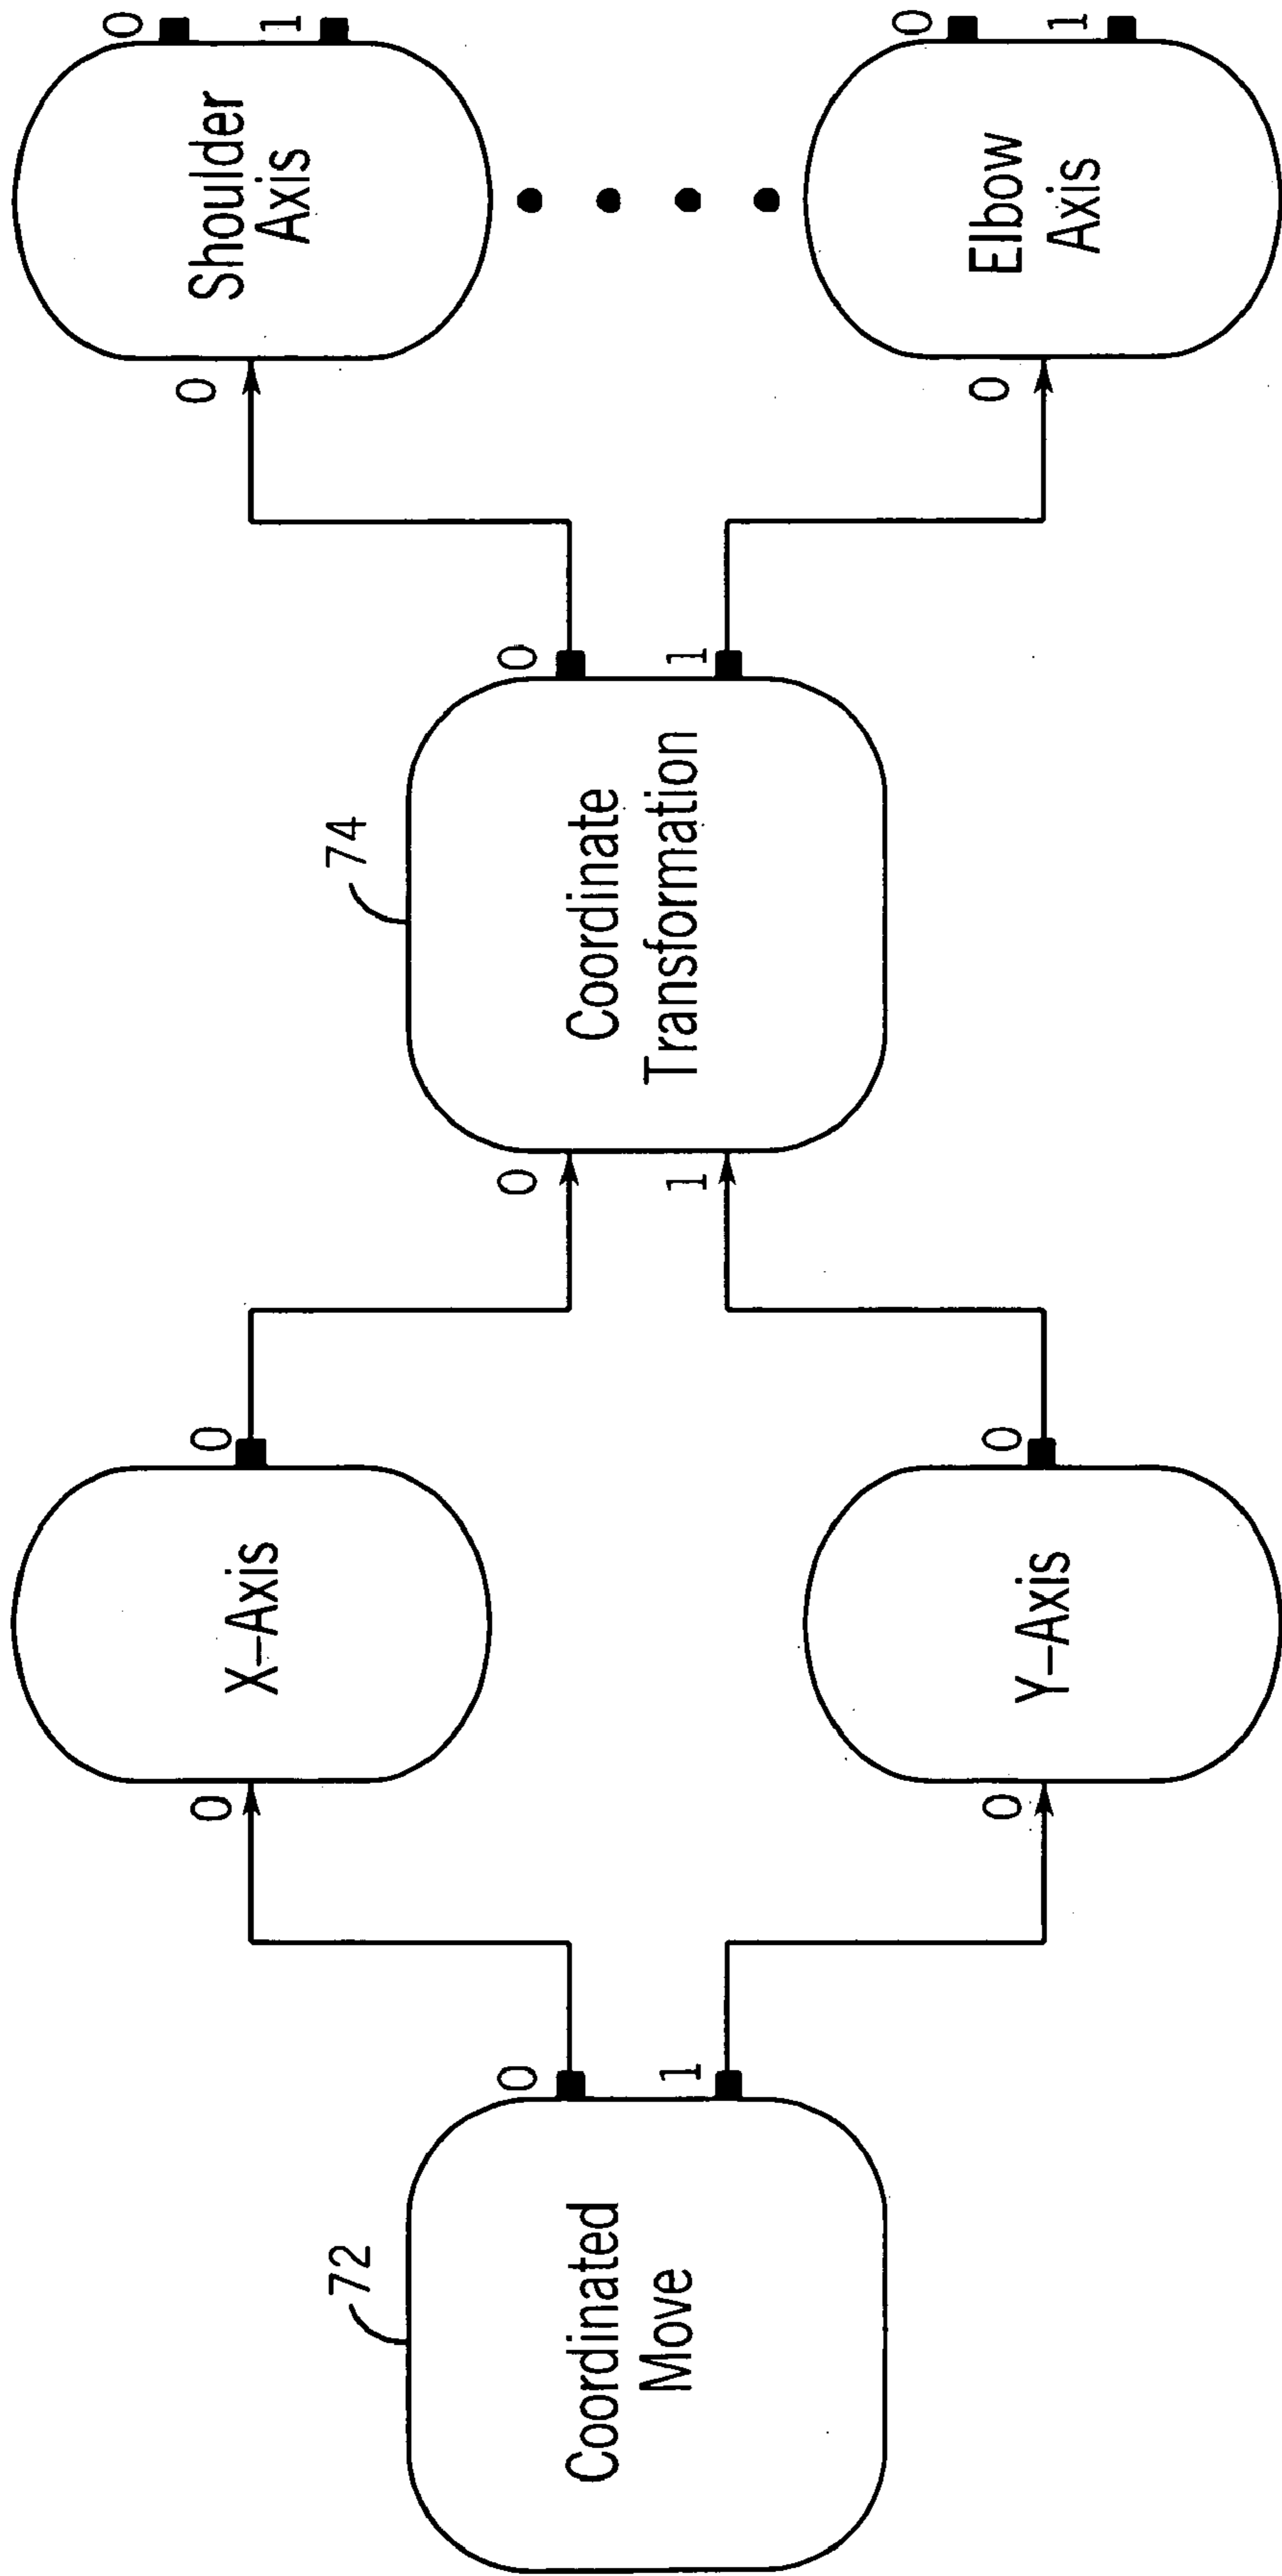 72
Coordinated
Move
0
1
0
X–Axis
0
0
Y–Axis
0
74
0
1
Coordinate
Transformation
0
1
0
Shoulder
Axis
0
1
0
Elbow
Axis
0
1